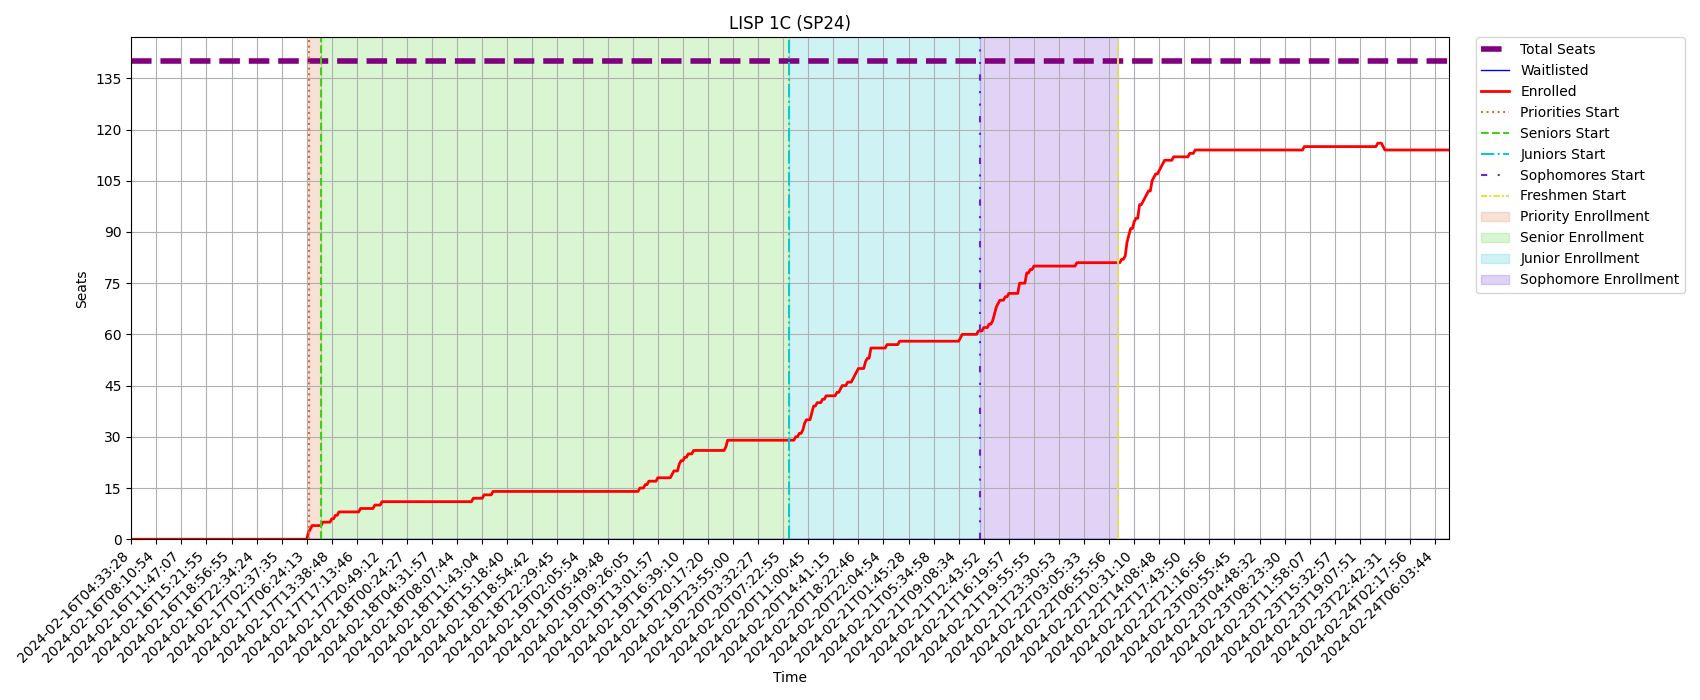 LISP 1C (SP24)
Seats
135
120
105
90
75
60
45
30
15
0
2024-02-16T04:33:28
2024-02-16T08:10:54
2024-02-16T11:47:07
2024-02-16T15:21:55
2024-02-16T18:56:55
2024-02-16T22:34:24
2024-02-17T02:37:35
2024-02-17T06:24:13
2024-02-17T13:38:48
2024-02-17T17:13:46
2024-02-17T20:49:12
2024-02-18T00:24:27
2024-02-18T04:31:57
2024-02-18T08:07:44
2024-02-18T11:43:04
2024-02-18T15:18:40
2024-02-18T18:54:42
2024-02-18T22:29:45
2024-02-19T02:05:54
2024-02-19T05:49:48
2024-02-19T09:26:05
2024-02-19T13:01:57
2024-02-19T16:39:10
2024-02-19T20:17:20
2024-02-19T23:55:00
2024-02-20T03:32:27
2024-02-20T07:22:55
2024-02-20T11:00:45
2024-02-20T14:41:15
2024-02-20T18:22:46
2024-02-20T22:04:54
2024-02-21T01:45:28
2024-02-21T05:34:58
2024-02-21T09:08:34
2024-02-21T12:43:52
2024-02-21T16:19:57
2024-02-21T19:55:55
2024-02-21T23:30:53
2024-02-22T03:05:33
2024-02-22T06:55:56
2024-02-22T10:31:10
2024-02-22T14:08:48
2024-02-22T17:43:50
2024-02-22T21:16:56
2024-02-23T00:55:45
2024-02-23T04:48:32
2024-02-23T08:23:30
2024-02-23T11:58:07
2024-02-23T15:32:57
2024-02-23T19:07:51
2024-02-23T22:42:31
2024-02-24T02:17:56
2024-02-24T06:03:44
Time
Total Seats
Waitlisted
Enrolled
Priorities Start
Seniors Start
Juniors Start
Sophomores Start
Freshmen Start
Priority Enrollment
Senior Enrollment
Junior Enrollment
Sophomore Enrollment